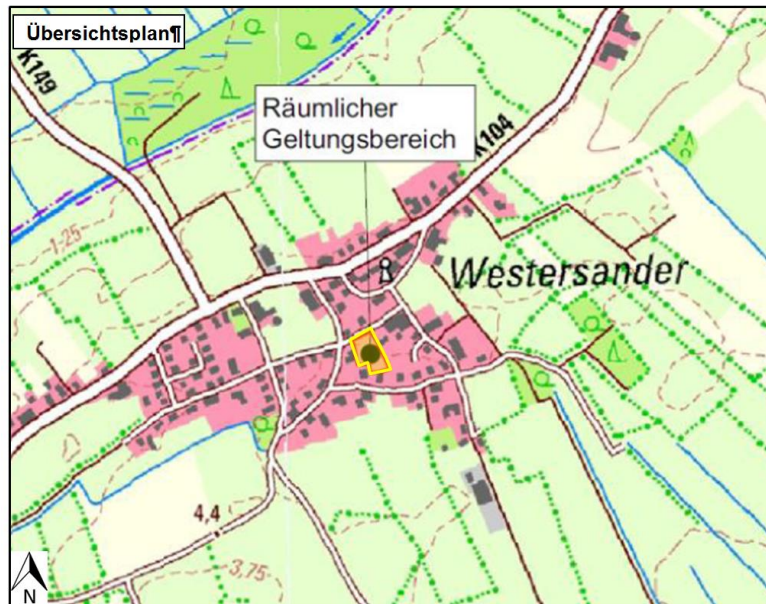 Übersichtsplan¶
K149
Räumlicher
Geltungsbereich
K104
1,25
Westersander
4,4
3,75
N